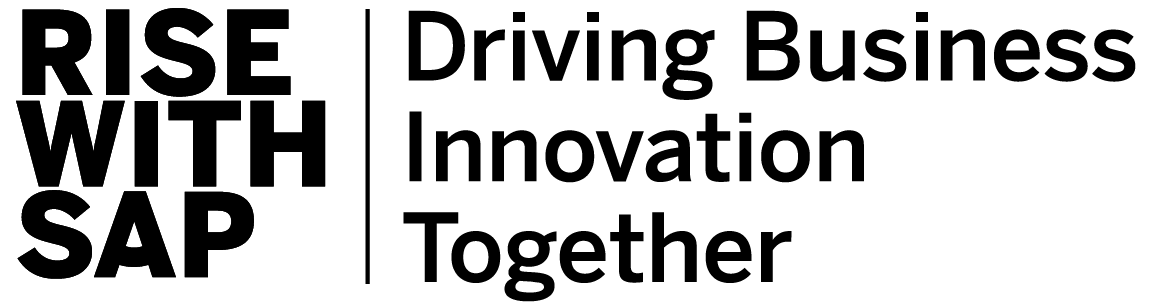 RISE
WITH
SAP
Driving Business
Innovation
Together